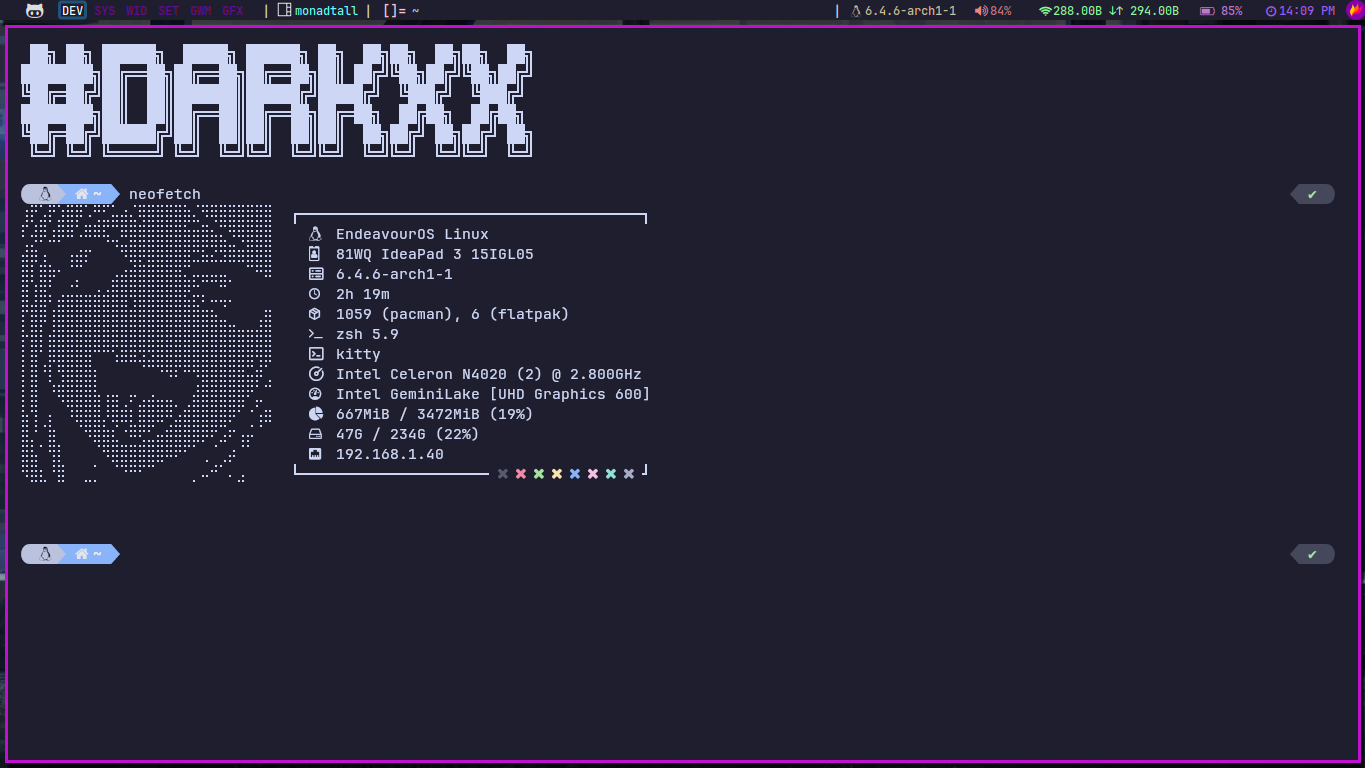 DEV SYS WID SET GWM GFX | monadtall | []= ~ | 6.4.6-arch1-1 84% 288.00B ↓↑ 294.00B 85% 14:09 PM
#DARKXX
~ neofetch ✔
EndeavourOS Linux
81WQ IdeaPad 3 15IGL05
6.4.6-arch1-1
2h 19m
1059 (pacman), 6 (flatpak)
zsh 5.9
kitty
Intel Celeron N4020 (2) @ 2.800GHz
Intel GeminiLake [UHD Graphics 600]
667MiB / 3472MiB (19%)
47G / 234G (22%)
192.168.1.40
~ ✔